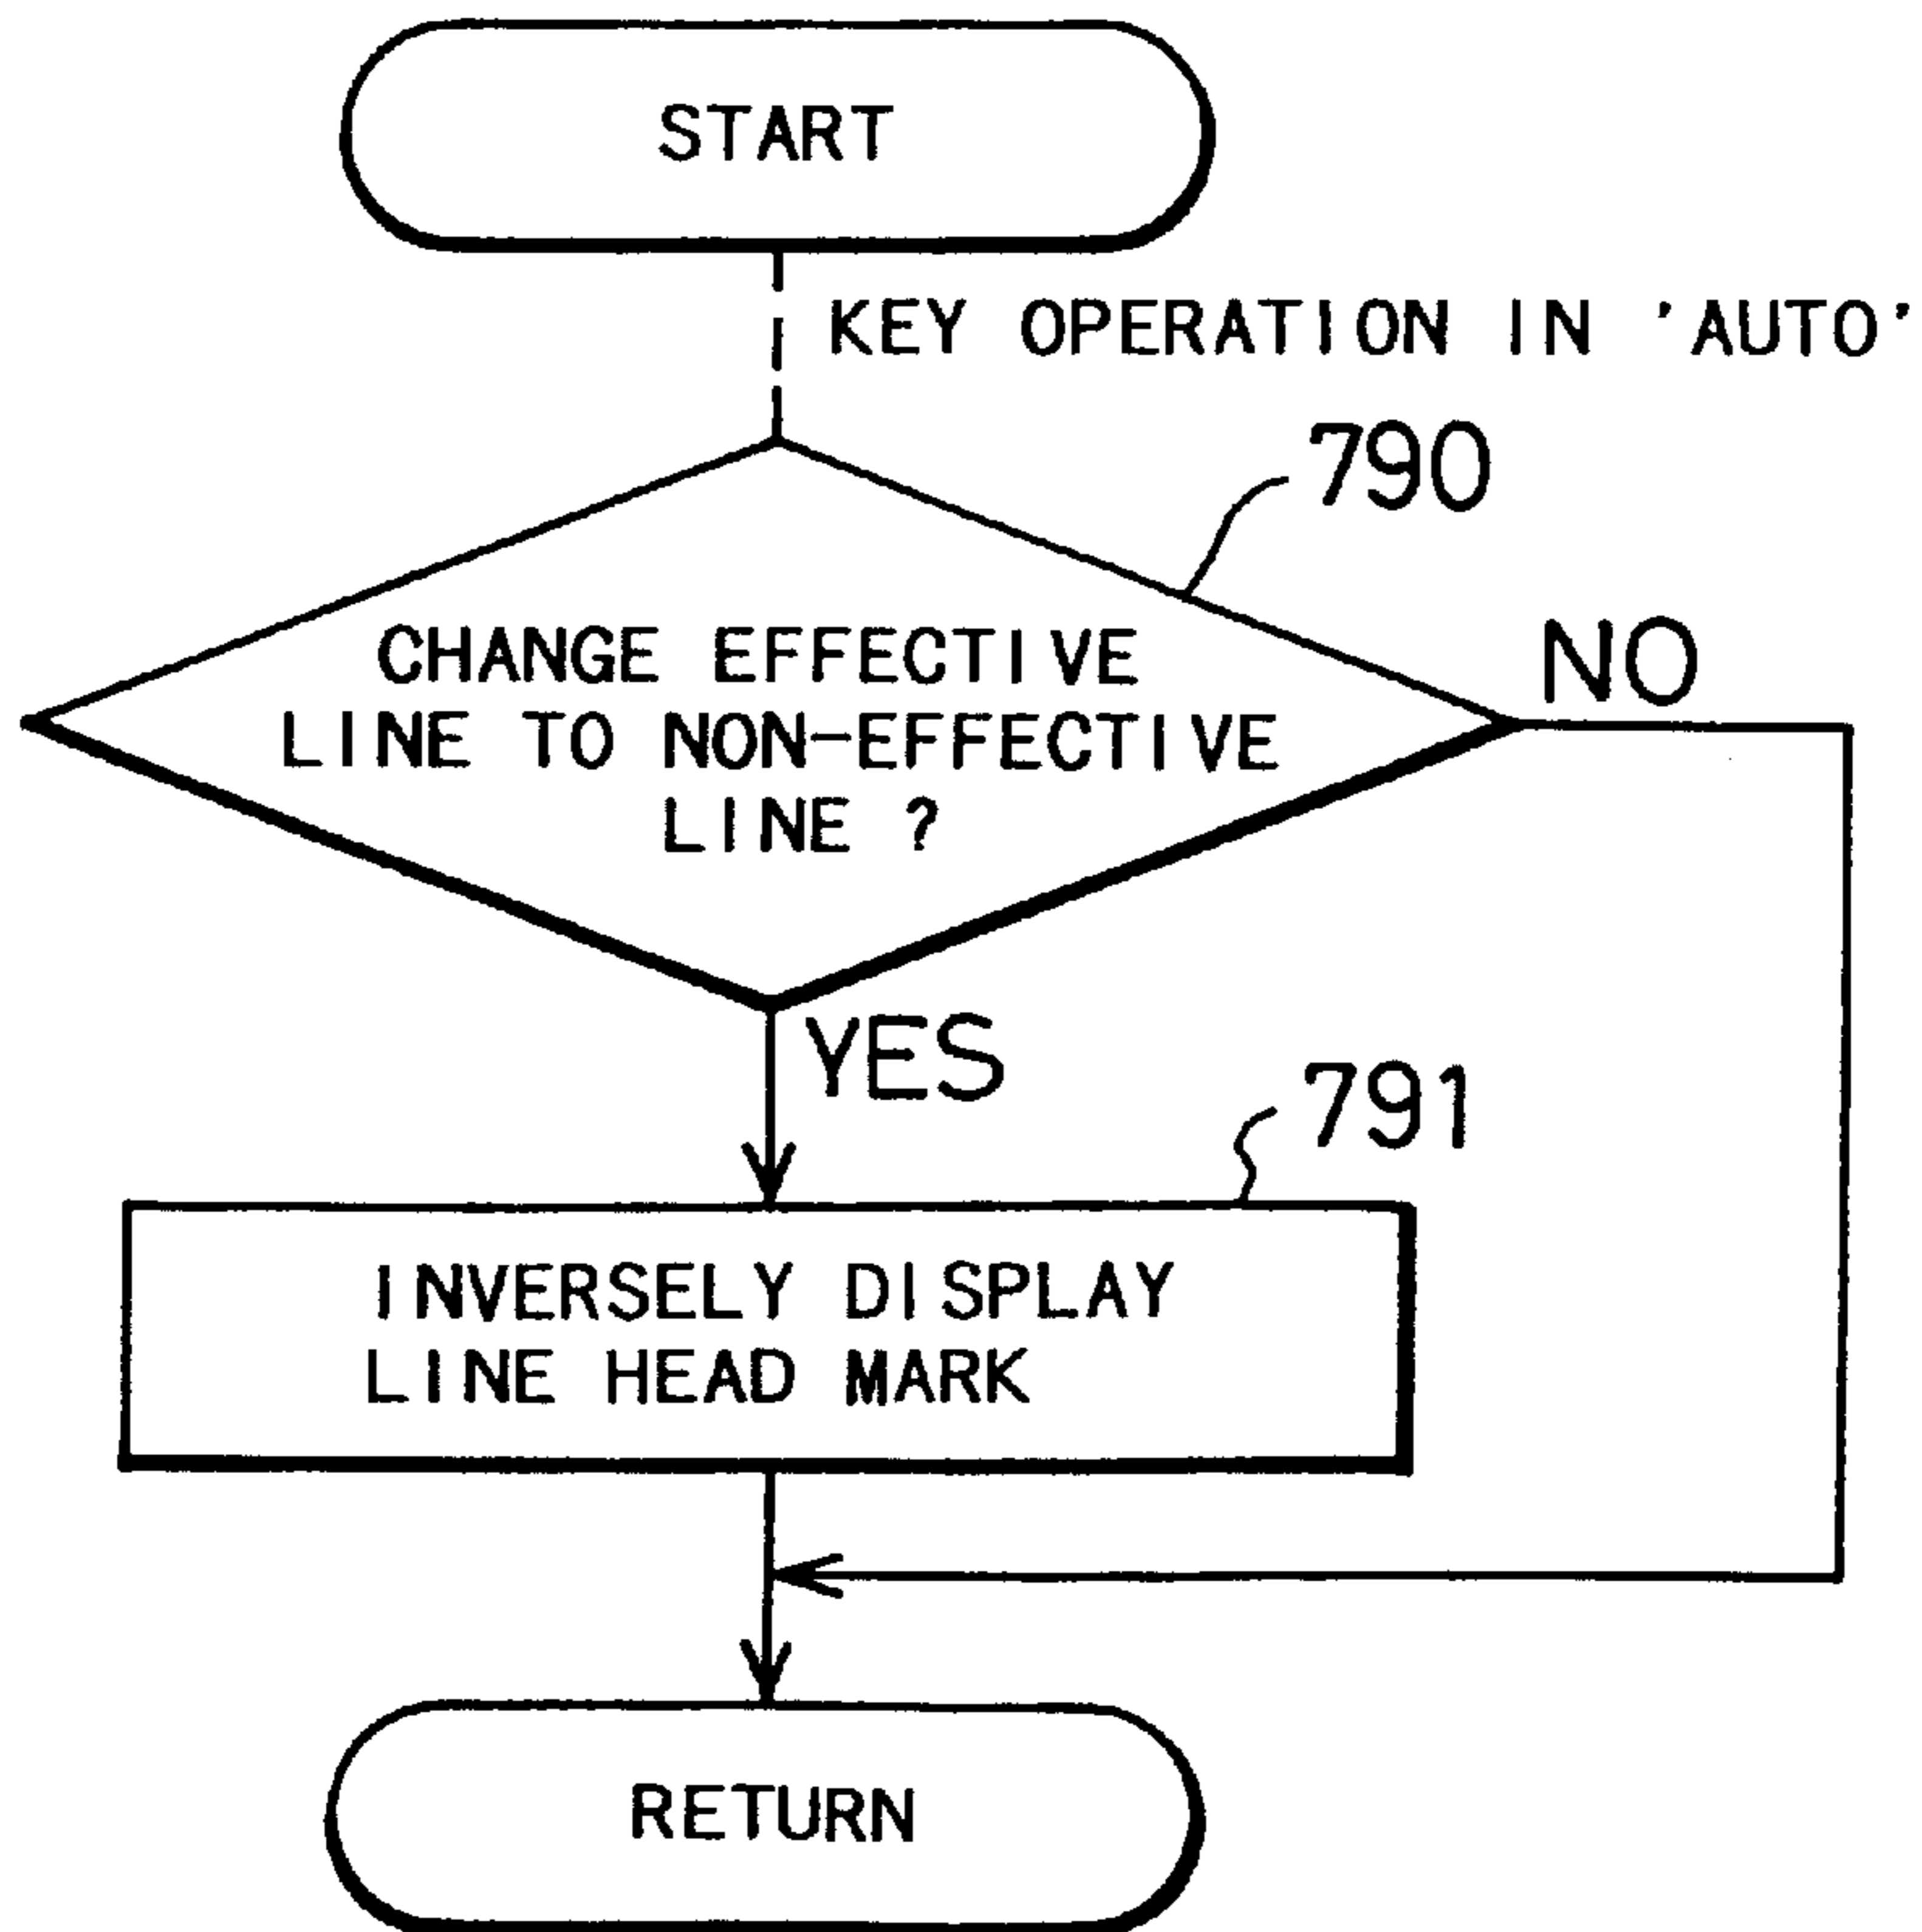 START
KEY OPERATION IN 'AUTO'
790
CHANGE EFFECTIVE
LINE TO NON-EFFECTIVE
LINE ?
NO
YES
791
INVERSELY DISPLAY
LINE HEAD MARK
RETURN